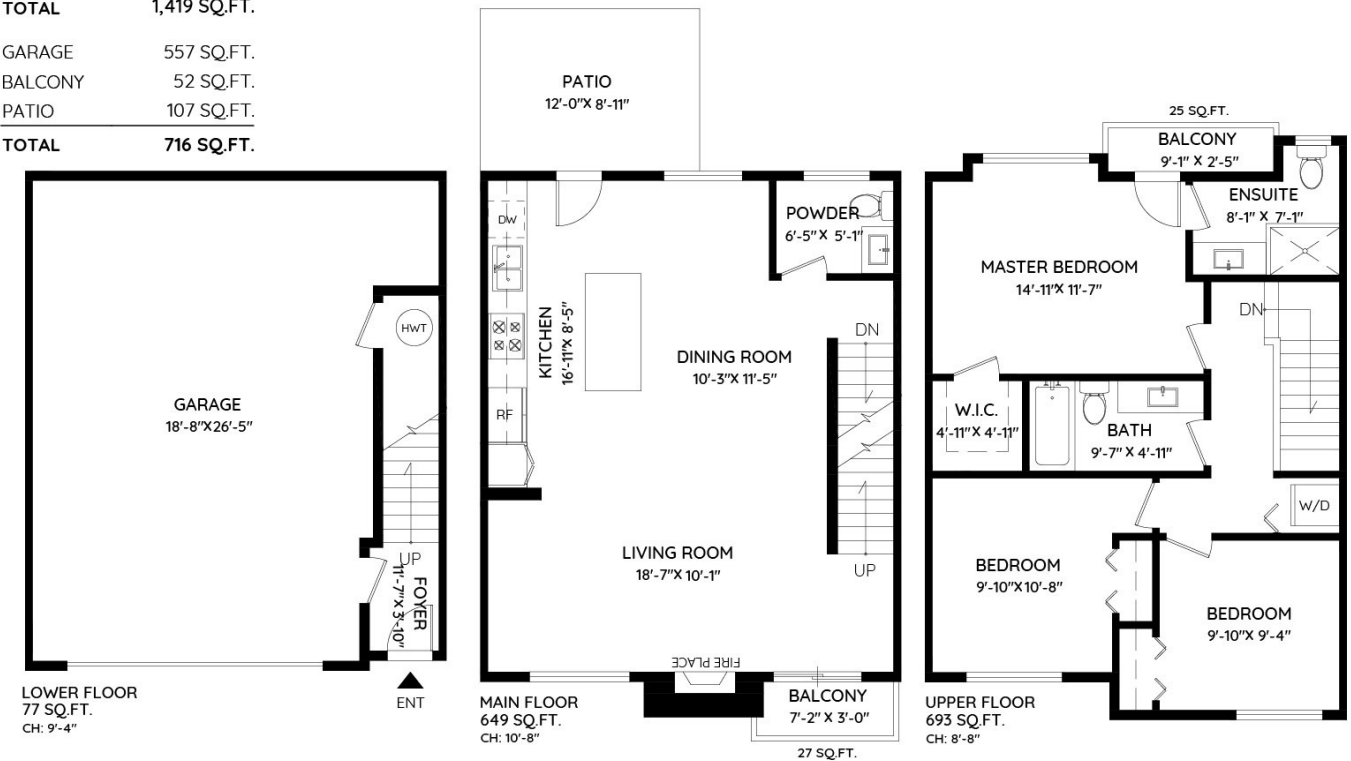 TOTAL 1,419 SQ.FT.
GARAGE 557 SQ.FT.
BALCONY 52 SQ.FT.
PATIO 107 SQ.FT.
TOTAL 716 SQ.FT.
GARAGE
18'-8"X26'-5"
HWT
UP
FOYER
11'-7"X 3'-10"
ENT
LOWER FLOOR
77 SQ.FT.
CH: 9'-4"
PATIO
12'-0"X 8'-11"
DW
POWDER
6'-5"X 5'-1"
KITCHEN
16'-11"X 8'-5"
RF
DINING ROOM
10'-3"X 11'-5"
DN
UP
LIVING ROOM
18'-7"X 10'-1"
FIRE PLACE
BALCONY
7'-2" X 3'-0"
27 SQ.FT.
MAIN FLOOR
649 SQ.FT.
CH: 10'-8"
25 SQ.FT.
BALCONY
9'-1" X 2'-5"
ENSUITE
8'-1" X 7'-1"
MASTER BEDROOM
14'-11"X 11'-7"
DN
W.I.C.
4'-11"X 4'-11"
BATH
9'-7" X 4'-11"
W/D
BEDROOM
9'-10"X10'-8"
BEDROOM
9'-10"X 9'-4"
UPPER FLOOR
693 SQ.FT.
CH: 8'-8"